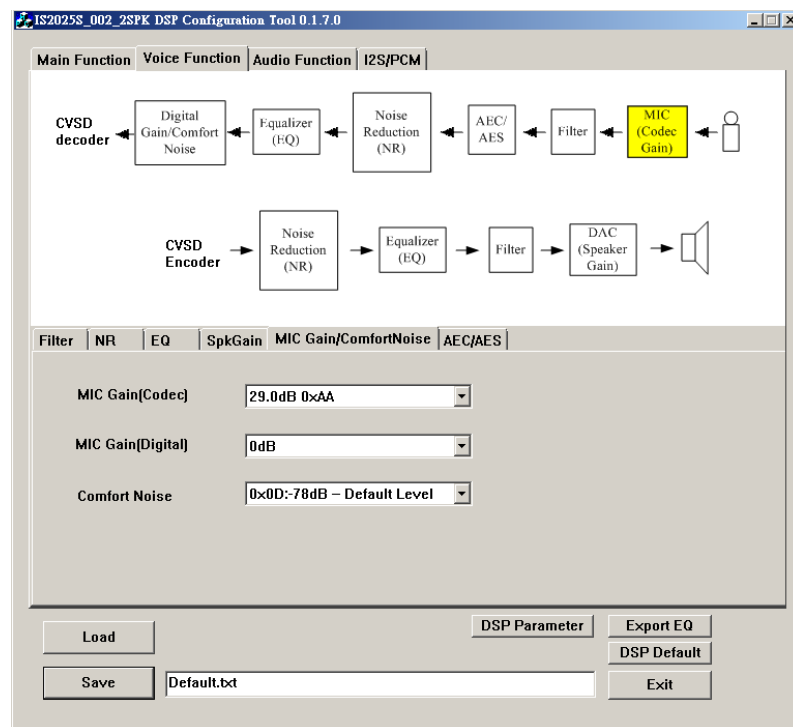 IS2025S_002_2SPK DSP Configuration Tool 0.1.7.0
Main Function Voice Function Audio Function I2S/PCM
CVSD decoder
Digital Gain/Comfort Noise
Equalizer (EQ)
Noise Reduction (NR)
AEC/ AES
Filter
MIC (Codec Gain)
CVSD Encoder
Noise Reduction (NR)
Equalizer (EQ)
Filter
DAC (Speaker Gain)
Filter NR EQ SpkGain MIC Gain/ComfortNoise AEC/AES
MIC Gain(Codec) 29.0dB 0xAA
MIC Gain(Digital) 0dB
Comfort Noise 0x0D:-78dB – Default Level
Load
DSP Parameter Export EQ
DSP Default
Save Default.txt Exit